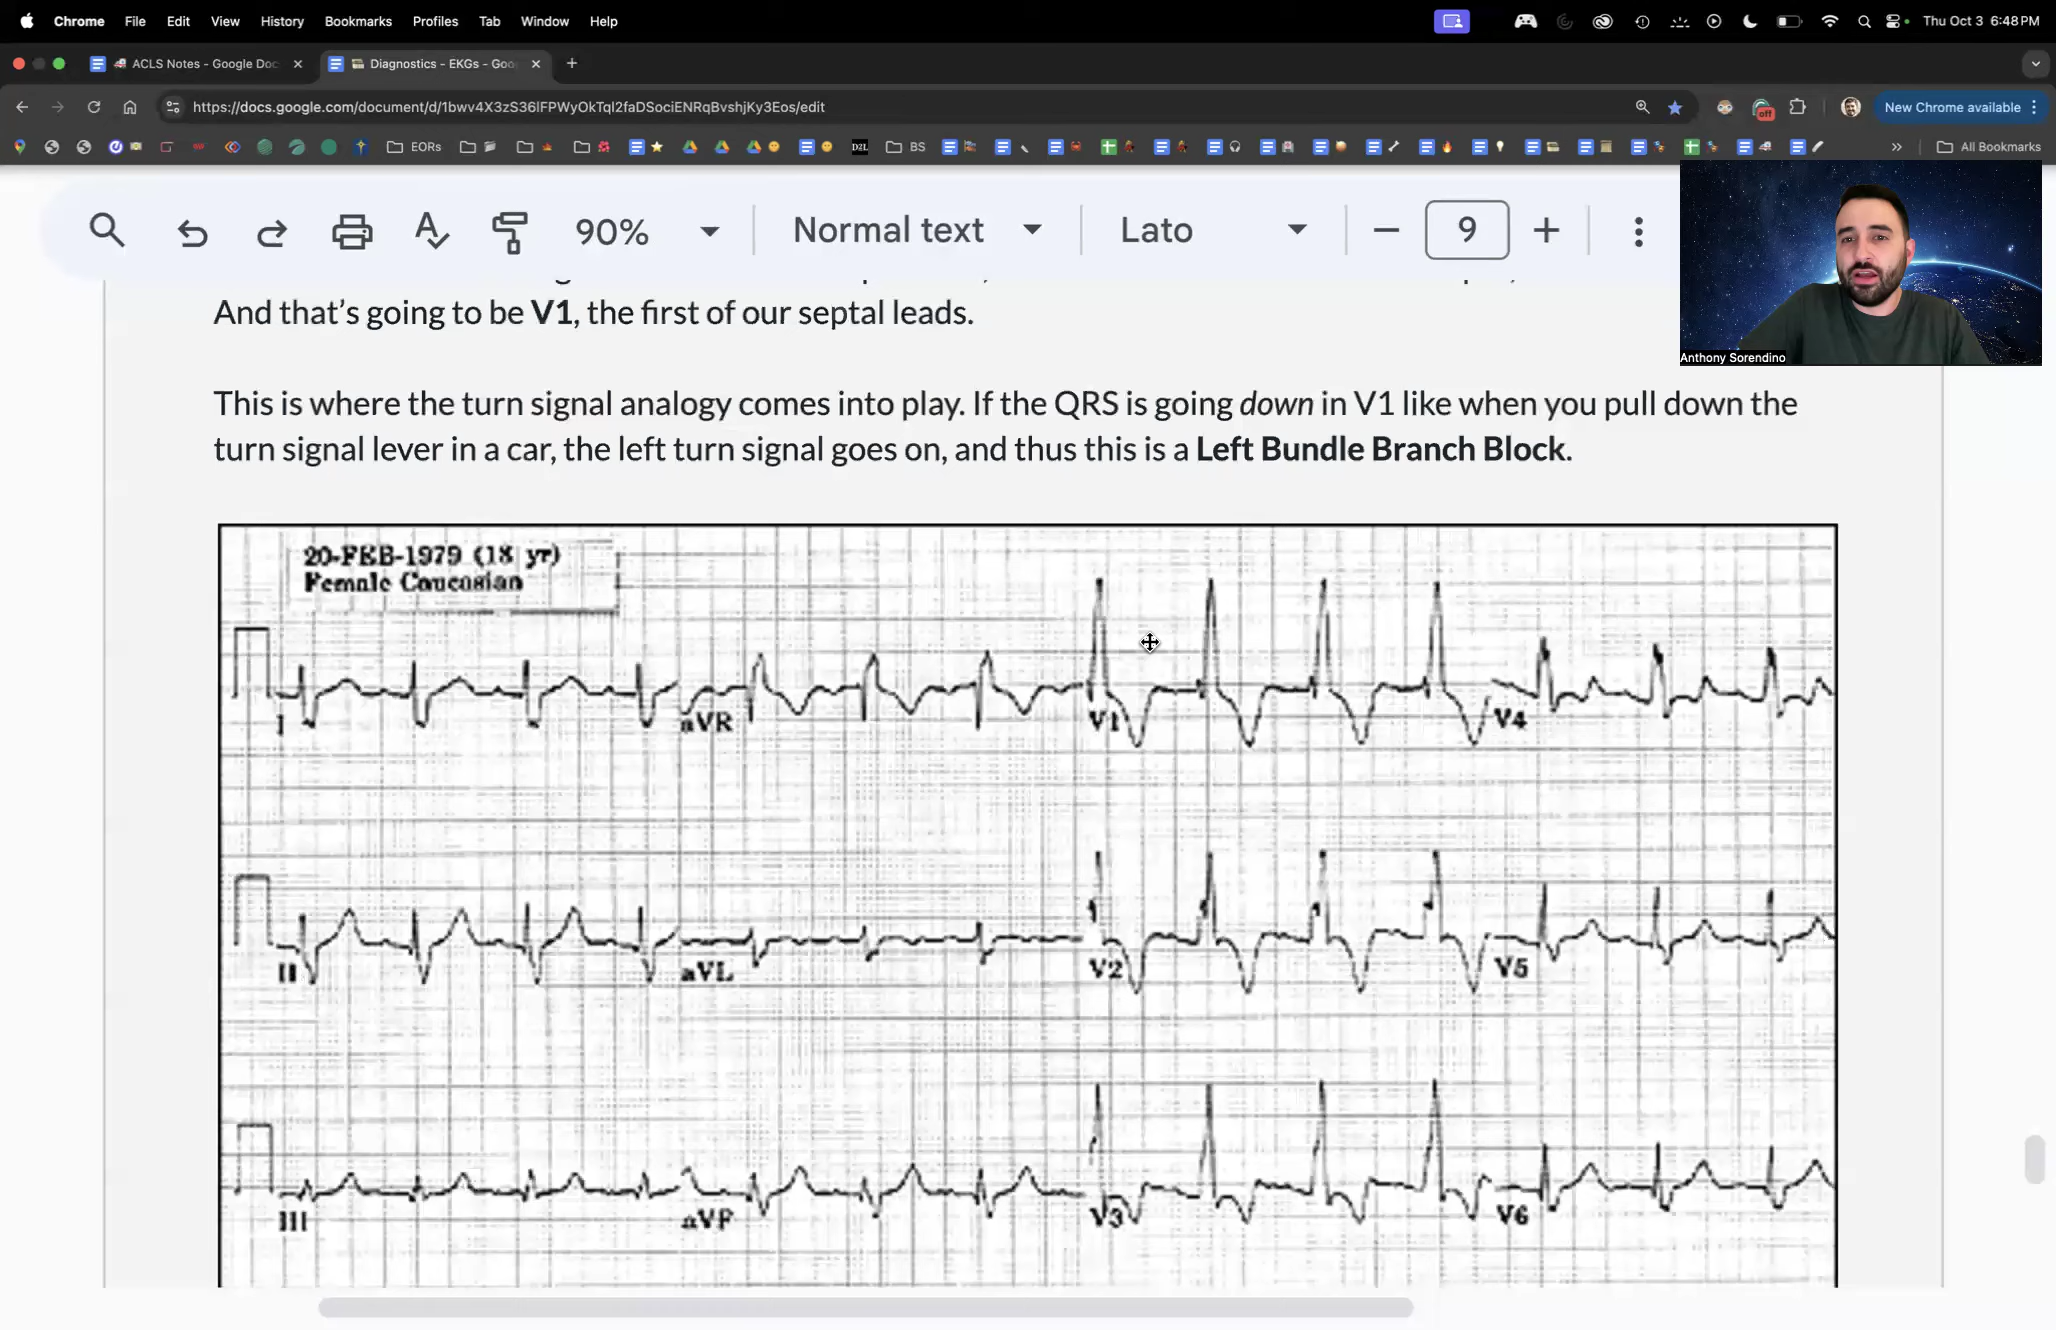 Chrome File Edit View History Bookmarks Profiles Tab Window Help Thu Oct 3 6:48 PM
ACLS Notes - Google Doc Diagnostics - EKGs - Goo
https://docs.google.com/document/d/1bwv4X3zS36lFPWyOkTql2faDSociENRqBvshjKy3Eos/edit off New Chrome available
EORs D2L BS All Bookmarks
90% Normal text Lato 9
Anthony Sorendino
And that's going to be V1, the first of our septal leads.
This is where the turn signal analogy comes into play. If the QRS is going down in V1 like when you pull down the
turn signal lever in a car, the left turn signal goes on, and thus this is a Left Bundle Branch Block.
20-FEB-1979 (18 yr)
Female Caucasian
I aVR V1 V4
II aVL V2 V5
III aVF V3 V6